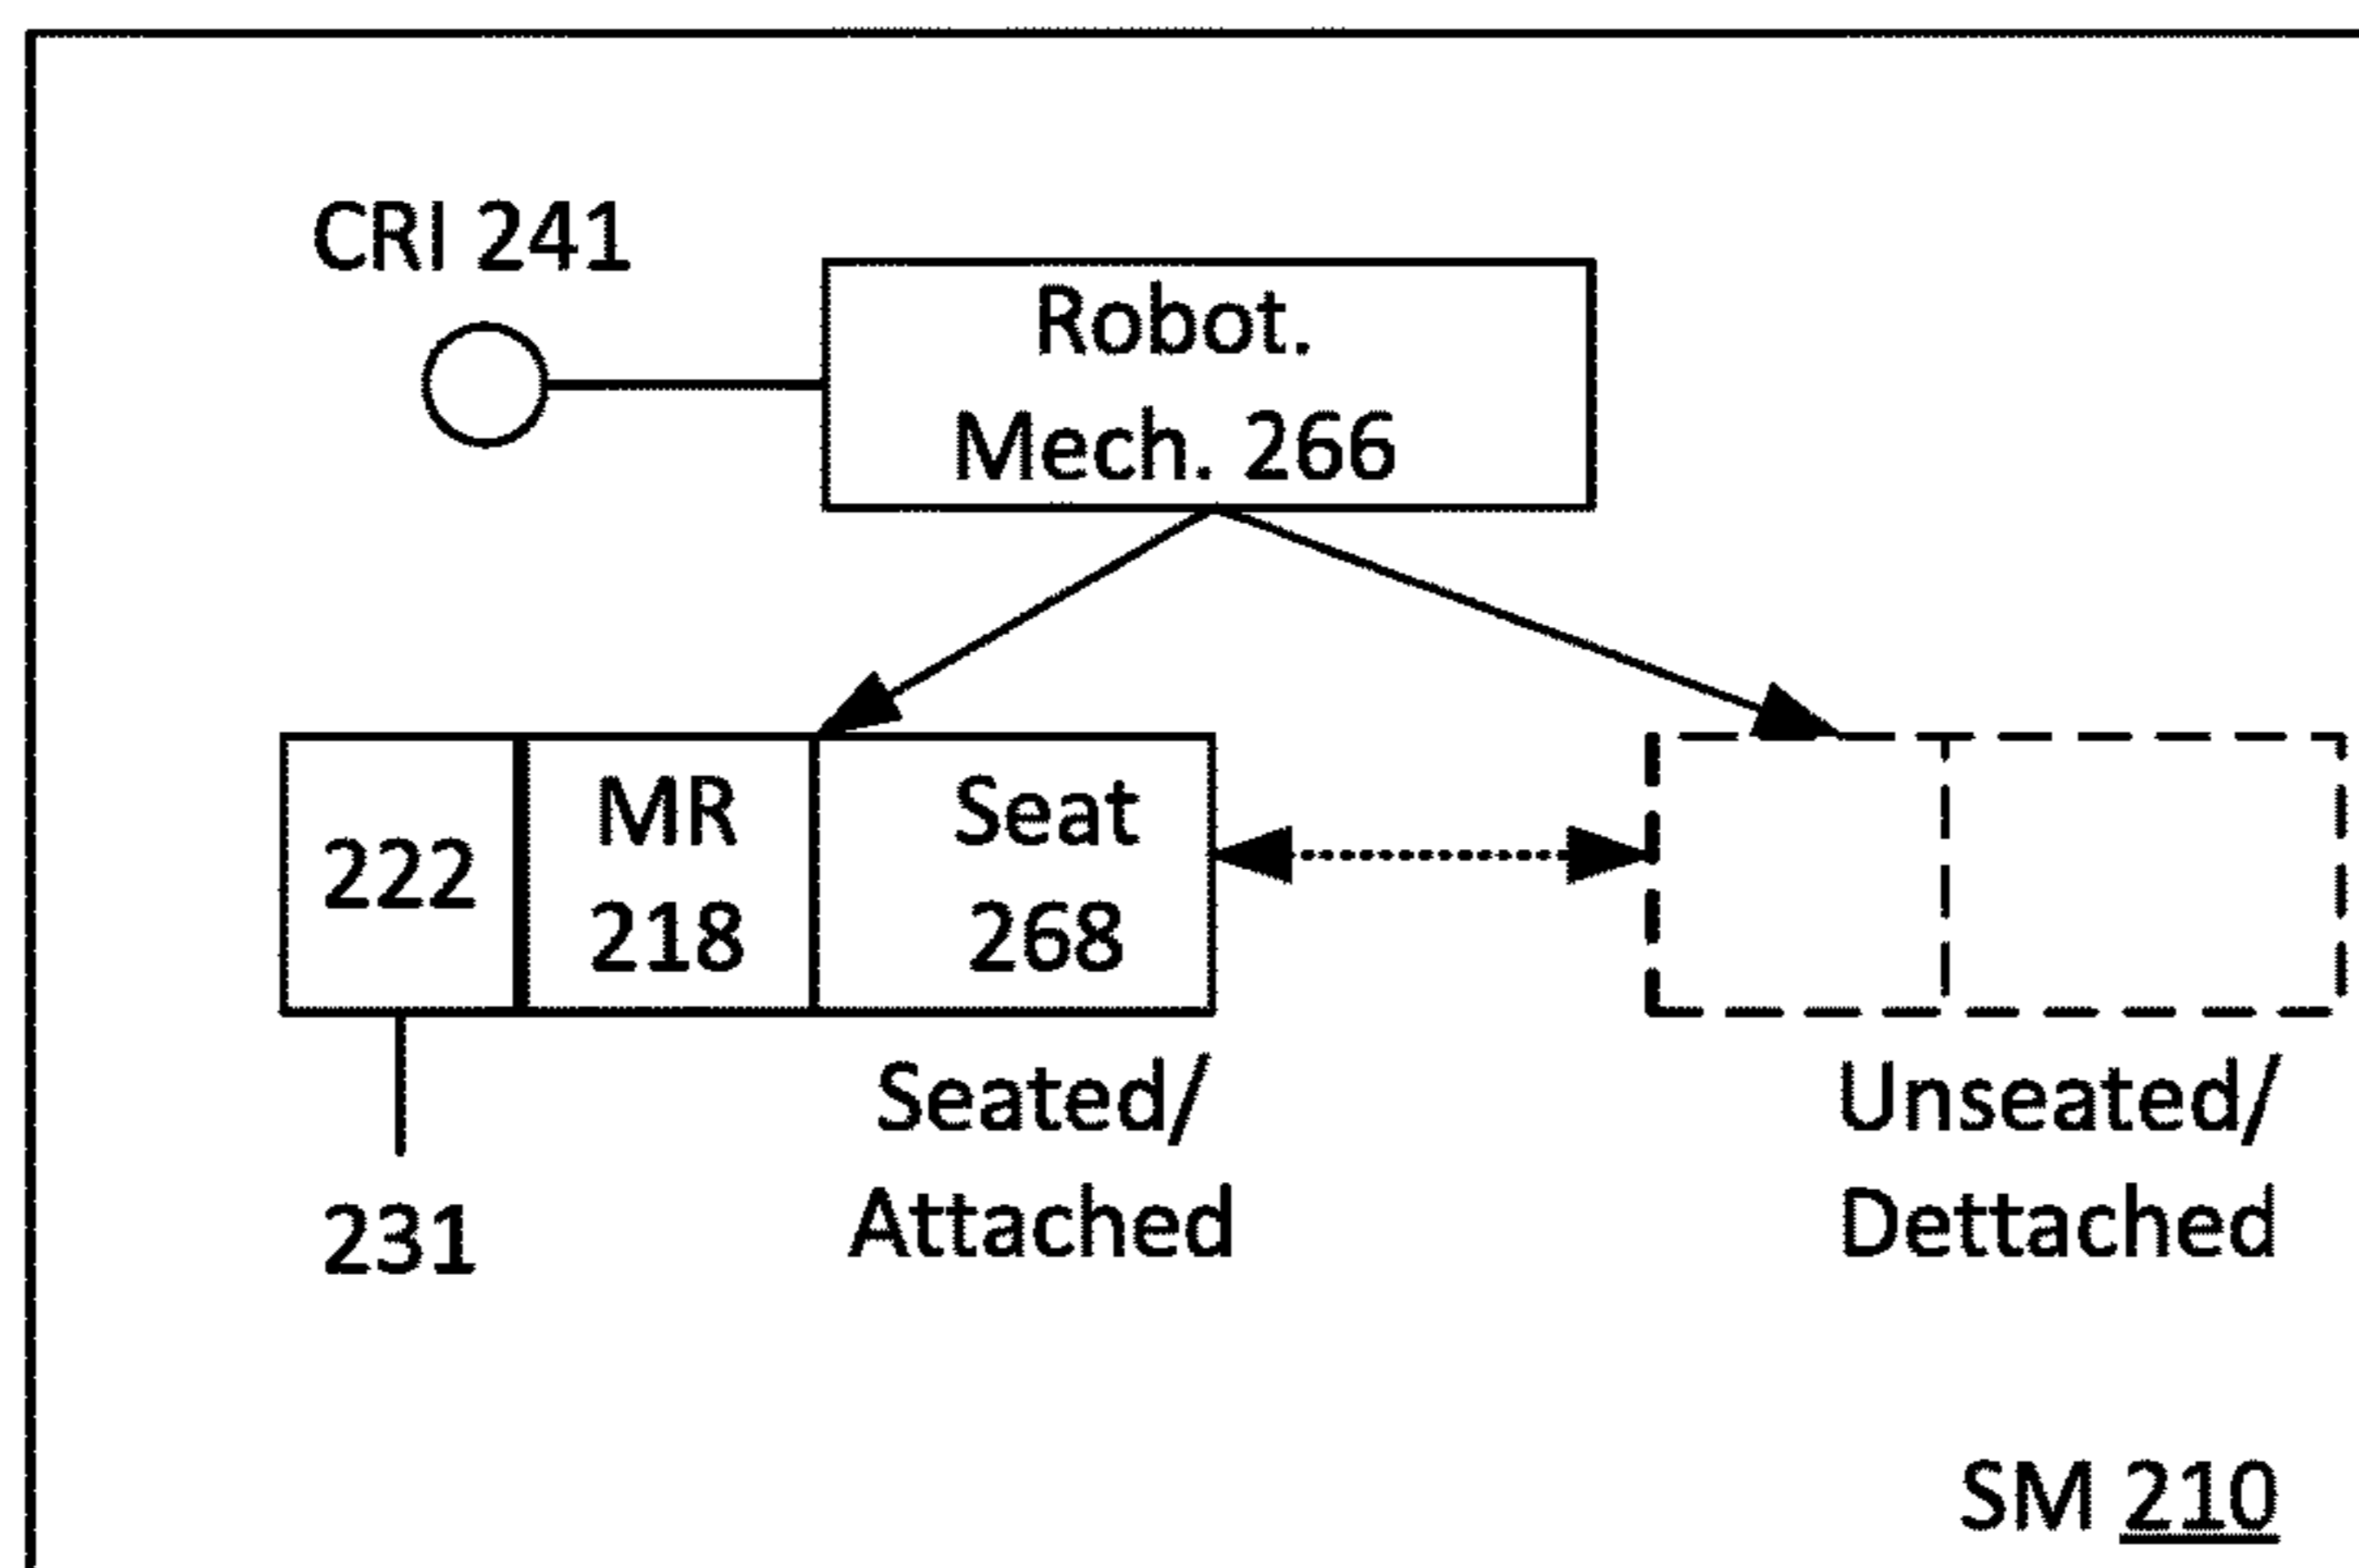 CRI 241
Robot.
Mech. 266
222
MR
218
Seat
268
Seated/
Attached
Unseated/
Dettached
231
SM 210